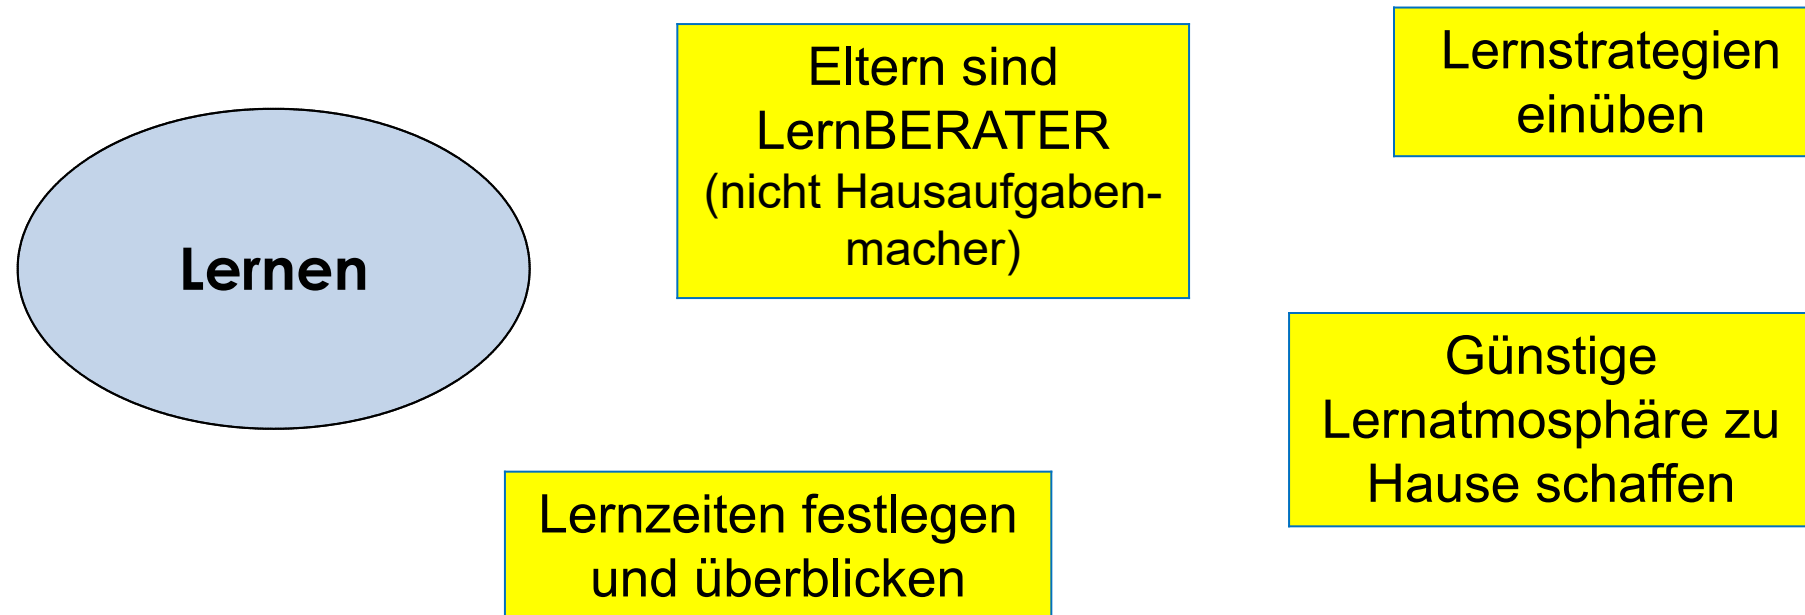 Lernen
Eltern sind
LernBERATER
(nicht Hausaufgaben-
macher)
Lernstrategien
einüben
Günstige
Lernatmosphäre zu
Hause schaffen
Lernzeiten festlegen
und überblicken